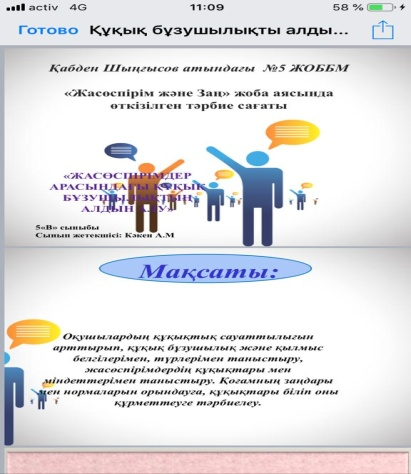 activ 4G 11:09 58 %
Готово Құқық бұзушылықты алды...
Қабден Шыңғысов атындағы №5 ЖОББМ
«Жасөспірім және Заң» жоба аясында
өткізілген тәрбие сағаты
«ЖАСӨСПІРІМДЕР
АРАСЫНДАҒЫ ҚҰҚЫҚ
БҰЗУШЫЛЫҚТЫҢ
АЛДЫН АЛУ»
5«В» сыныбы
Сынып жетекшісі: Кәкен А.М
Мақсаты:
Оқушылардың құқықтық сауаттылығын
арттырып, құқық бұзушылық және қылмыс
белгілерімен, түрлерімен таныстыру,
жасөспірімдердің құқықтары мен
міндеттерімен таныстыру. Қоғамның заңдары
мен нормаларын орындауға, құқықтары біліп оны
құрметтеуге тәрбиелеу.